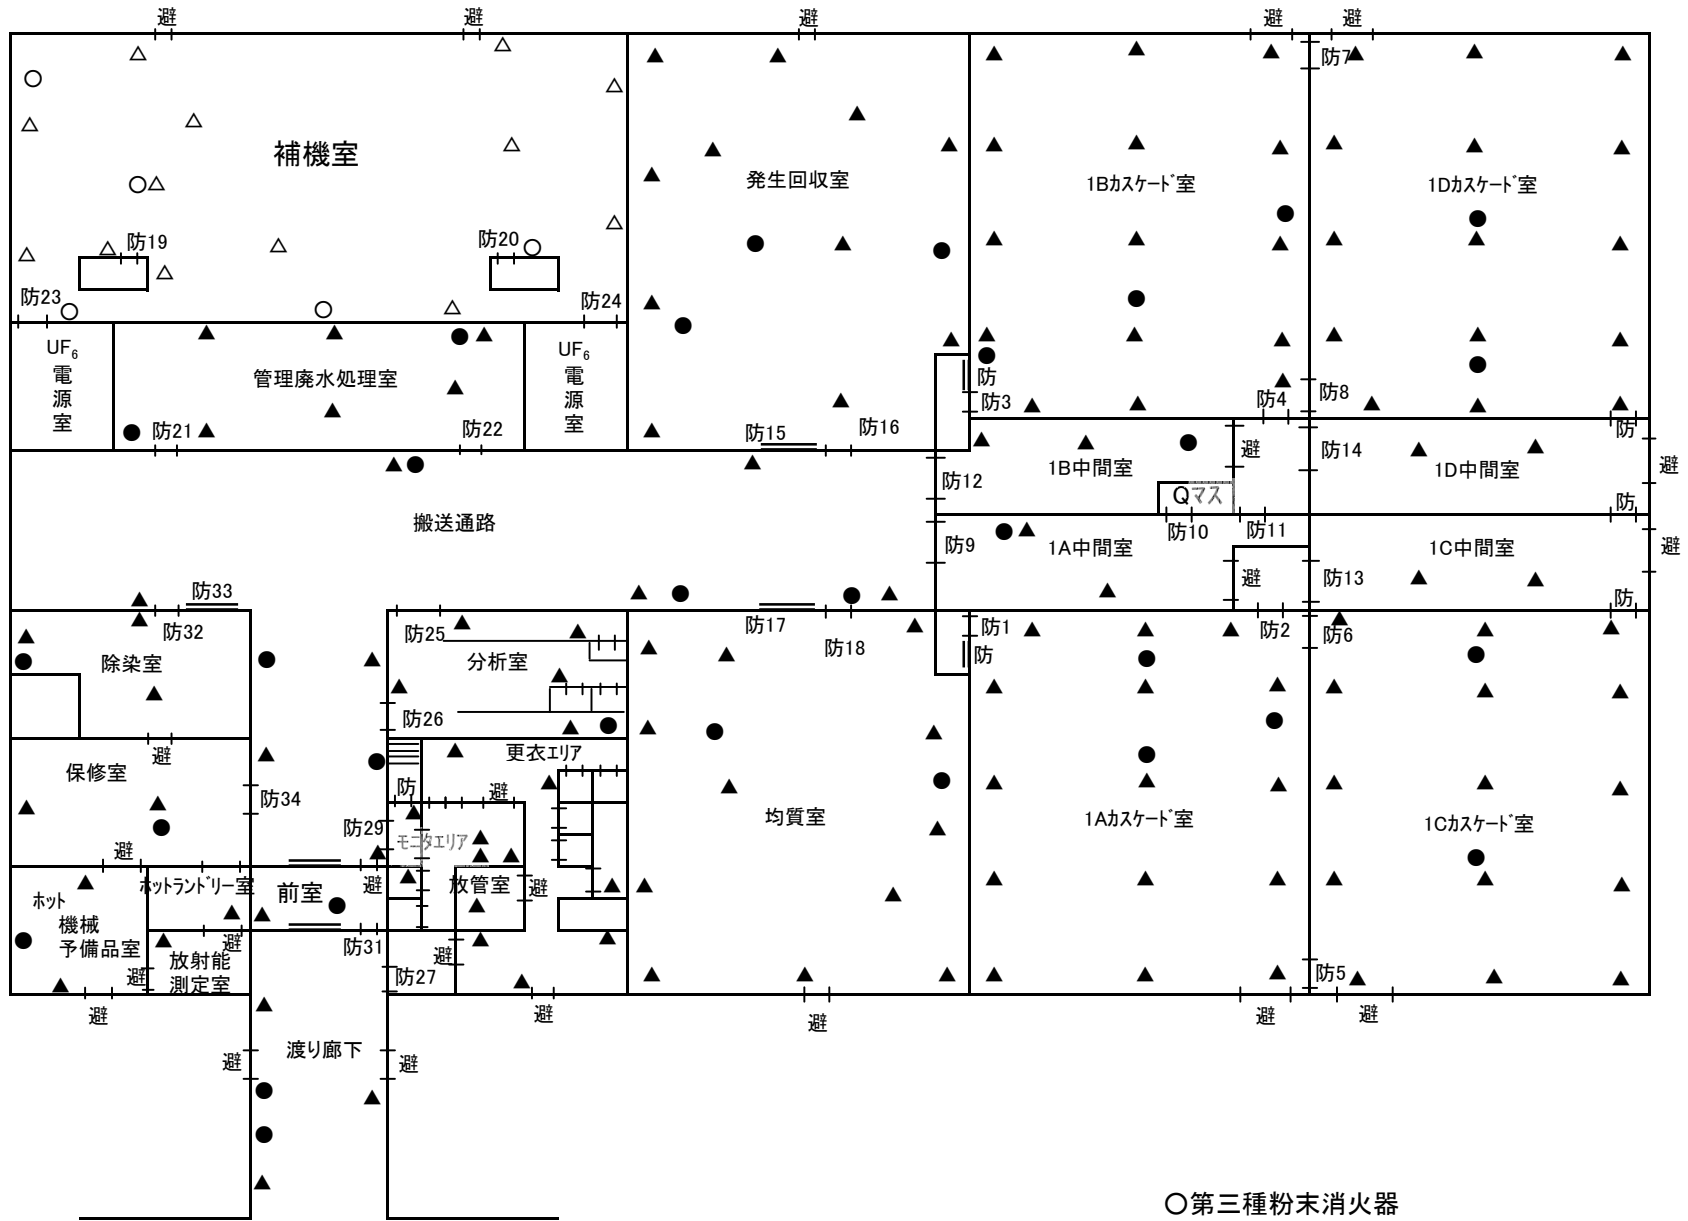 避 避 避 避 避
防7
補機室
発生回収室
1Bｶｽｹｰﾄﾞ室
1Dｶｽｹｰﾄﾞ室
防19
防20
防23
防24
UF₆
電
源
室
管理廃水処理室
UF₆
電
源
室
防
防3
防4
防8
防21
防22
防15
防16
防
避
1B中間室
防14
1D中間室
避
防12
Qマス
防
搬送通路
防9
防10
防11
1A中間室
1C中間室
避
避
防13
防
防33
防32
防25
防17
防18
防1
防2
防6
除染室
分析室
防
防26
避
更衣ｴﾘｱ
保修室
防
避
防34
均質室
1Aｶｽｹｰﾄﾞ室
1Cｶｽｹｰﾄﾞ室
防29
ﾓﾆﾀｴﾘｱ
避
ﾎｯﾄﾗﾝﾄﾞﾘｰ室
前室
避
放管室
避
ﾎｯﾄ
機械
予備品室
避
防31
避
放射能
測定室
避
防27
防5
避
避
避
避
避
渡り廊下
避
避
○第三種粉末消火器